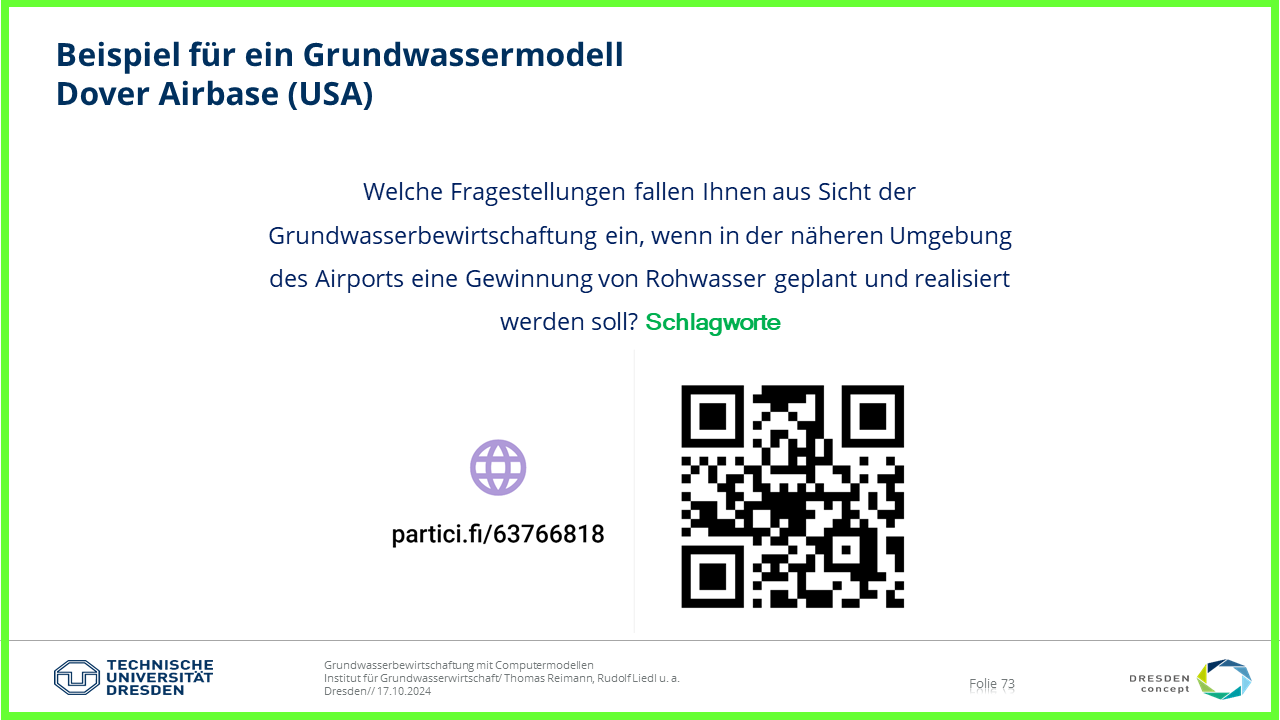 Beispiel für ein Grundwassermodell
Dover Airbase (USA)
Welche Fragestellungen fallen Ihnen aus Sicht der
Grundwasserbewirtschaftung ein, wenn in der näheren Umgebung
des Airports eine Gewinnung von Rohwasser geplant und realisiert
werden soll? Schlagworte
partici.fi/63766818
TECHNISCHE
UNIVERSITÄT
DRESDEN
Grundwasserbewirtschaftung mit Computermodellen
Institut für Grundwasserwirtschaft/ Thomas Reimann, Rudolf Liedl u. a.
Dresden// 17.10.2024
Folie 73
DRESDEN
concept